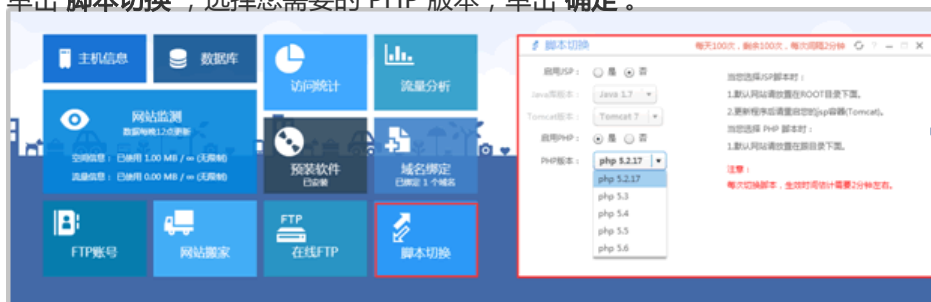 单击 脚本切换 ，选择您需要的 PHP 版本，单击 确定 。
主机信息
数据库
访问统计
流量分析
网站监测
数据每晚12点更新
空间信息： 已使用 1.00 MB / ∞ (无限制)
流量信息： 已使用 0.00 MB / ∞ (无限制)
预装软件
已安装
域名绑定
已绑定 1 个域名
FTP账号
网站搬家
FTP
在线FTP
脚本切换
脚本切换
每天100次，剩余100次，每次间隔2分钟
启用JSP： 是 否
Java虚拟机： Java 1.7
Tomcat版本： Tomcat 7
启用PHP： 是 否
PHP版本： php 5.2.17
php 5.2.17
php 5.3
php 5.4
php 5.5
php 5.6
当您选择JSP脚本时：
1.默认网站请放置在ROOT目录下面。
2.更新程序后请重启您的jsp容器(Tomcat)。
当您选择 PHP 脚本时：
1.默认网站请放置在跟目录下面。
注意：
每次切换脚本，生效时间估计需要2分钟左右。